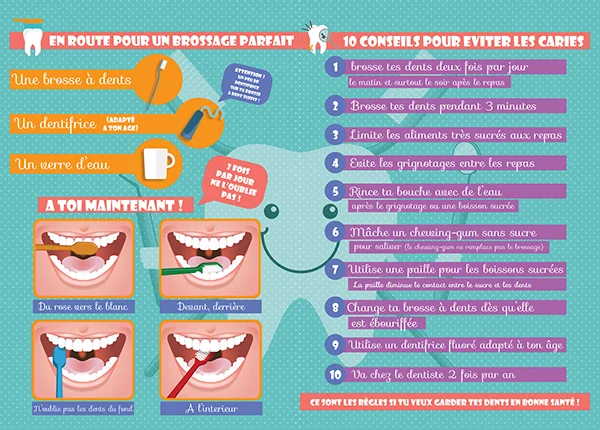 EN ROUTE POUR UN BROSSAGE PARFAIT
Une brosse à dents
ATTENTION !
UN PEU DE
DENTIFRICE
SUR TA BROSSE
A DENT SUFFIT !
Un dentifrice (ADAPTÉ
A TON AGE)
Un verre d'eau
2 FOIS
PAR JOUR
NE L'OUBLIE
PAS !
A TOI MAINTENANT !
Du rose vers le blanc
Devant, derrière
N'oublie pas les dents du fond
A l'interieur
10 CONSEILS POUR EVITER LES CARIES
1 brosse tes dents deux fois par jour
le matin et surtout le soir après le repas
2 Brosse tes dents pendant 3 minutes
3 Limite les aliments très sucrés aux repas
4 Evite les grignotages entre les repas
5 Rince ta bouche avec de l'eau
après le grignotage ou une boisson sucrée
6 Mâche un chewing-gum sans sucre
pour saliver (le chewing-gum ne remplace pas le brossage)
7 Utilise une paille pour les boissons sucrées
La paille diminue le contact entre le sucre et les dents
8 Change ta brosse à dents dès qu'elle
est ébouriffée
9 Utilise un dentifrice fluoré adapté à ton âge
10 Va chez le dentiste 2 fois par an
CE SONT LES RÈGLES SI TU VEUX GARDER TES DENTS EN BONNE SANTÉ !